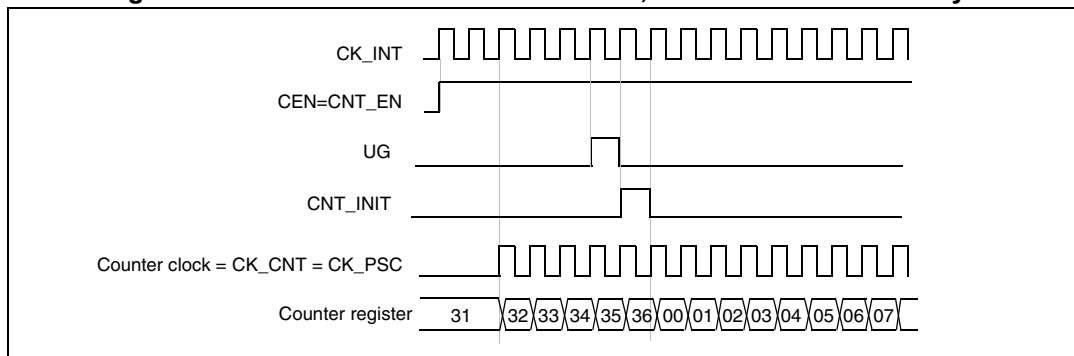 CK_INT
CEN=CNT_EN
UG
CNT_INIT
Counter clock = CK_CNT = CK_PSC
Counter register 31 32 33 34 35 36 00 01 02 03 04 05 06 07